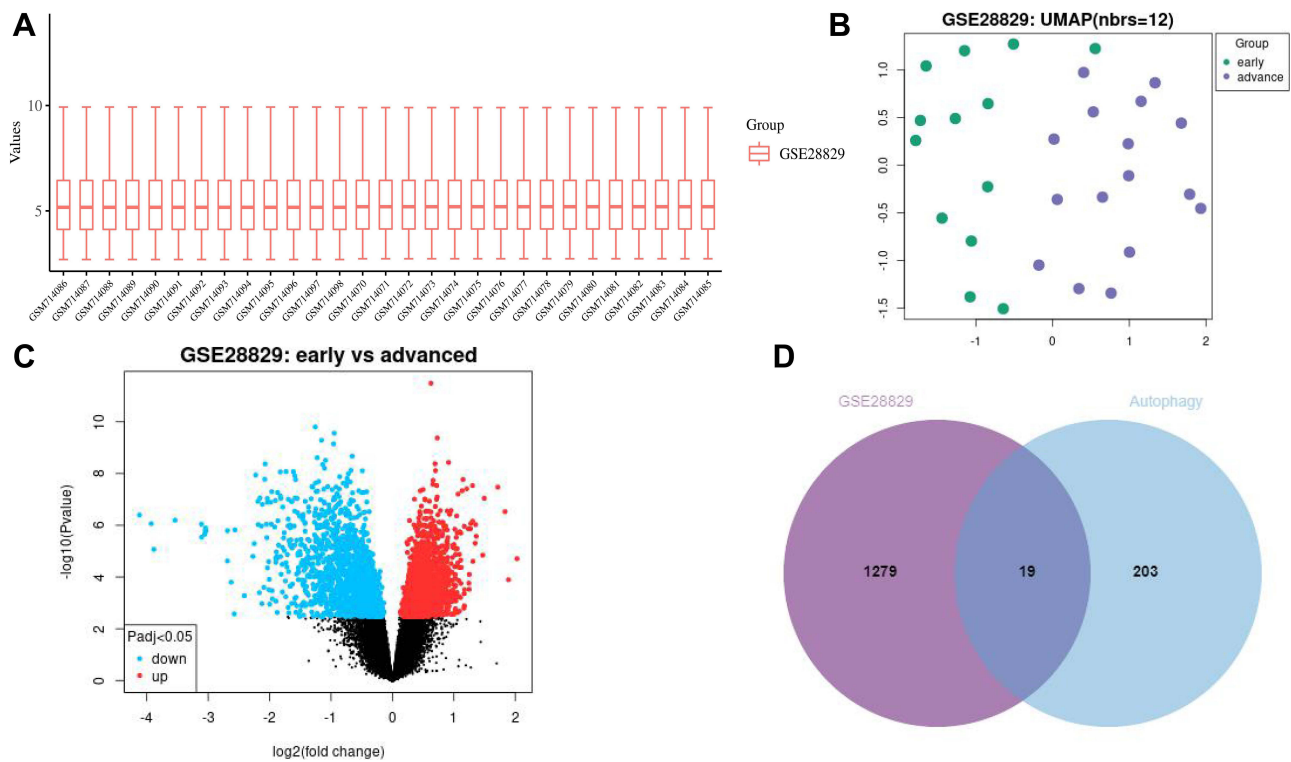 A
Values
10
5
GSM714086
GSM714087
GSM714088
GSM714089
GSM714090
GSM714091
GSM714092
GSM714093
GSM714094
GSM714095
GSM714096
GSM714097
GSM714098
GSM714070
GSM714071
GSM714072
GSM714073
GSM714074
GSM714075
GSM714076
GSM714077
GSM714078
GSM714079
GSM714080
GSM714081
GSM714082
GSM714083
GSM714084
GSM714085
Group
GSE28829
B
GSE28829: UMAP(nbrs=12)
1.0
0.5
0.0
-0.5
-1.0
-1.5
-1
0
1
2
Group
early
advance
C
GSE28829: early vs advanced
-log10(Pvalue)
10
8
6
4
2
0
Padj<0.05
down
up
-4
-3
-2
-1
0
1
2
log2(fold change)
D
GSE28829
Autophagy
1279
19
203